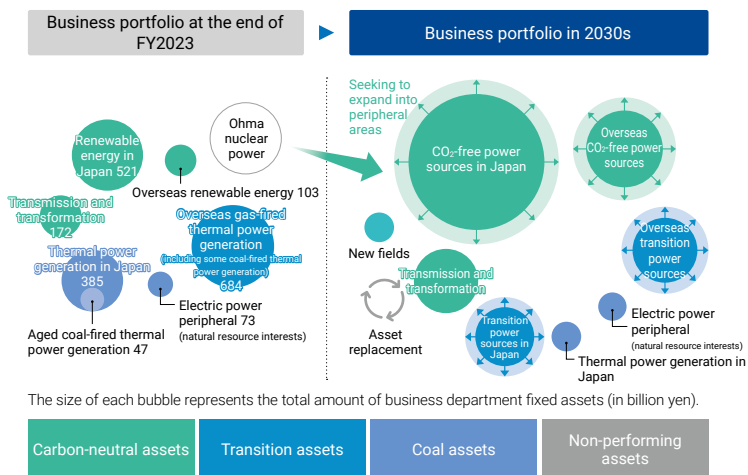 Business portfolio at the end of
FY2023
Business portfolio in 2030s
Renewable
energy in
Japan 521
Overseas renewable energy 103
Ohma
nuclear
power
Transmission and
transformation
172
Overseas gas-fired
thermal power
generation
(including some coal-fired thermal
power generation)
684
Thermal power
generation in Japan
385
Aged coal-fired thermal
power generation 47
Electric power
peripheral 73
(natural resource interests)
Seeking to
expand into
peripheral
areas
CO₂-free power
sources in Japan
Overseas
CO₂-free power
sources
New fields
Transmission and
transformation
Overseas
transition
power
sources
Asset
replacement
Transition
power
sources in
Japan
Electric power
peripheral
(natural resource interests)
Thermal power generation in
Japan
The size of each bubble represents the total amount of business department fixed assets (in billion yen).
Carbon-neutral assets
Transition assets
Coal assets
Non-performing
assets